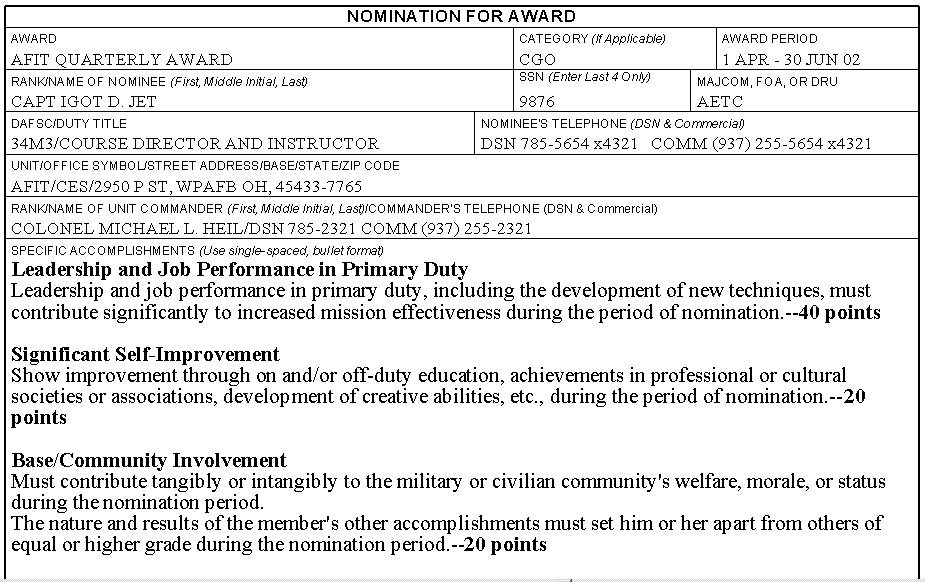 NOMINATION FOR AWARD
AWARD
AFIT QUARTERLY AWARD
CATEGORY (If Applicable)
CGO
AWARD PERIOD
1 APR - 30 JUN 02
RANK/NAME OF NOMINEE (First, Middle Initial, Last)
CAPT IGOT D. JET
SSN (Enter Last 4 Only)
9876
MAJCOM, FOA, OR DRU
AETC
DAFSC/DUTY TITLE
34M3/COURSE DIRECTOR AND INSTRUCTOR
NOMINEE'S TELEPHONE (DSN & Commercial)
DSN 785-5654 x4321 COMM (937) 255-5654 x4321
UNIT/OFFICE SYMBOL/STREET ADDRESS/BASE/STATE/ZIP CODE
AFIT/CES/2950 P ST, WPAFB OH, 45433-7765
RANK/NAME OF UNIT COMMANDER (First, Middle Initial, Last)/COMMANDER'S TELEPHONE (DSN & Commercial)
COLONEL MICHAEL L. HEIL/DSN 785-2321 COMM (937) 255-2321
SPECIFIC ACCOMPLISHMENTS (Use single-spaced, bullet format)
Leadership and Job Performance in Primary Duty
Leadership and job performance in primary duty, including the development of new techniques, must
contribute significantly to increased mission effectiveness during the period of nomination.--40 points
Significant Self-Improvement
Show improvement through on and/or off-duty education, achievements in professional or cultural
societies or associations, development of creative abilities, etc., during the period of nomination.--20
points
Base/Community Involvement
Must contribute tangibly or intangibly to the military or civilian community's welfare, morale, or status
during the nomination period.
The nature and results of the member's other accomplishments must set him or her apart from others of
equal or higher grade during the nomination period.--20 points